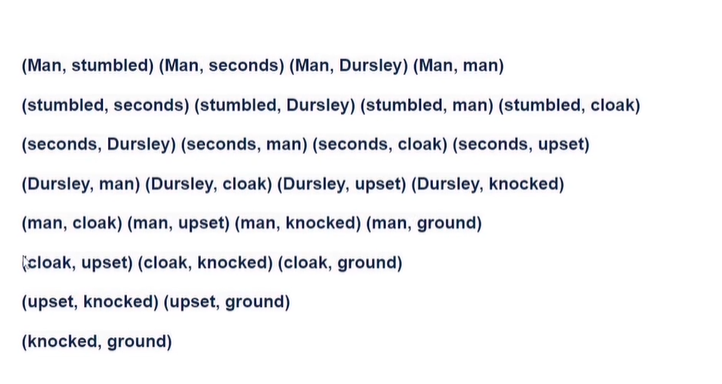 (Man, stumbled) (Man, seconds) (Man, Dursley) (Man, man)
(stumbled, seconds) (stumbled, Dursley) (stumbled, man) (stumbled, cloak)
(seconds, Dursley) (seconds, man) (seconds, cloak) (seconds, upset)
(Dursley, man) (Dursley, cloak) (Dursley, upset) (Dursley, knocked)
(man, cloak) (man, upset) (man, knocked) (man, ground)
(cloak, upset) (cloak, knocked) (cloak, ground)
(upset, knocked) (upset, ground)
(knocked, ground)